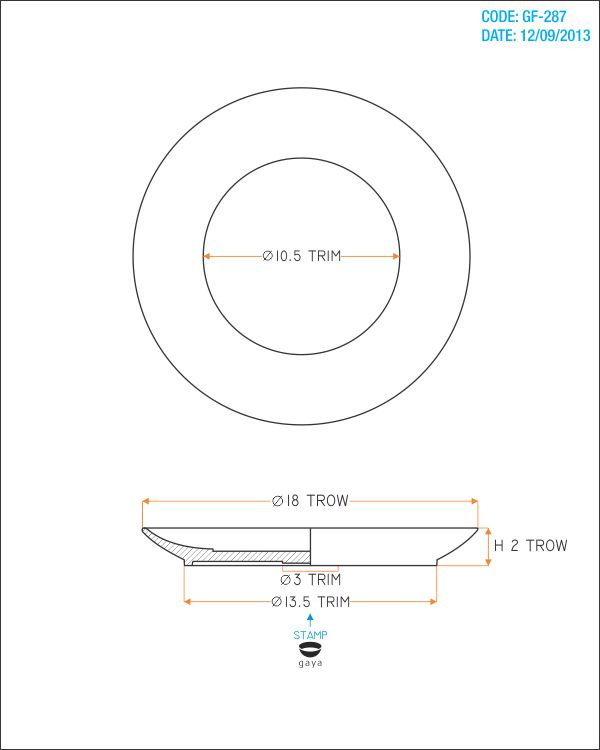 CODE: GF-287
DATE: 12/09/2013
Ø10.5 TRIM
Ø18 TROW
H 2 TROW
Ø3 TRIM
Ø13.5 TRIM
STAMP
gaya